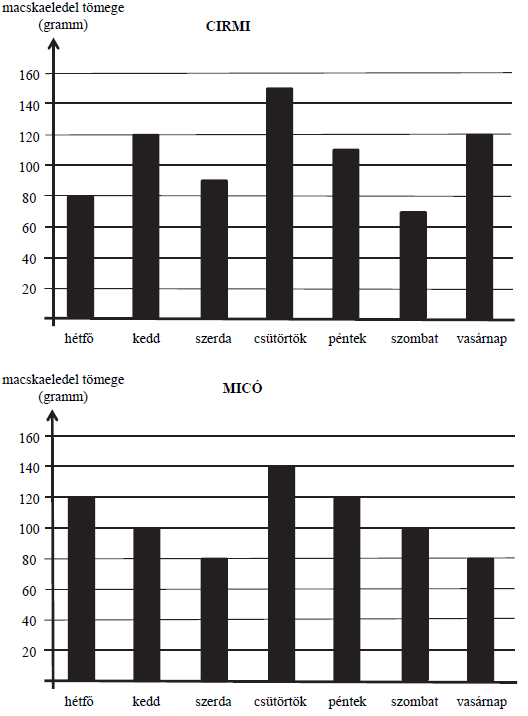 macskaeledel tömege
(gramm)
CIRMI
160
140
120
100
80
60
40
20
hétfő kedd szerda csütörtök péntek szombat vasárnap
macskaeledel tömege
(gramm)
MICÓ
160
140
120
100
80
60
40
20
hétfő kedd szerda csütörtök péntek szombat vasárnap